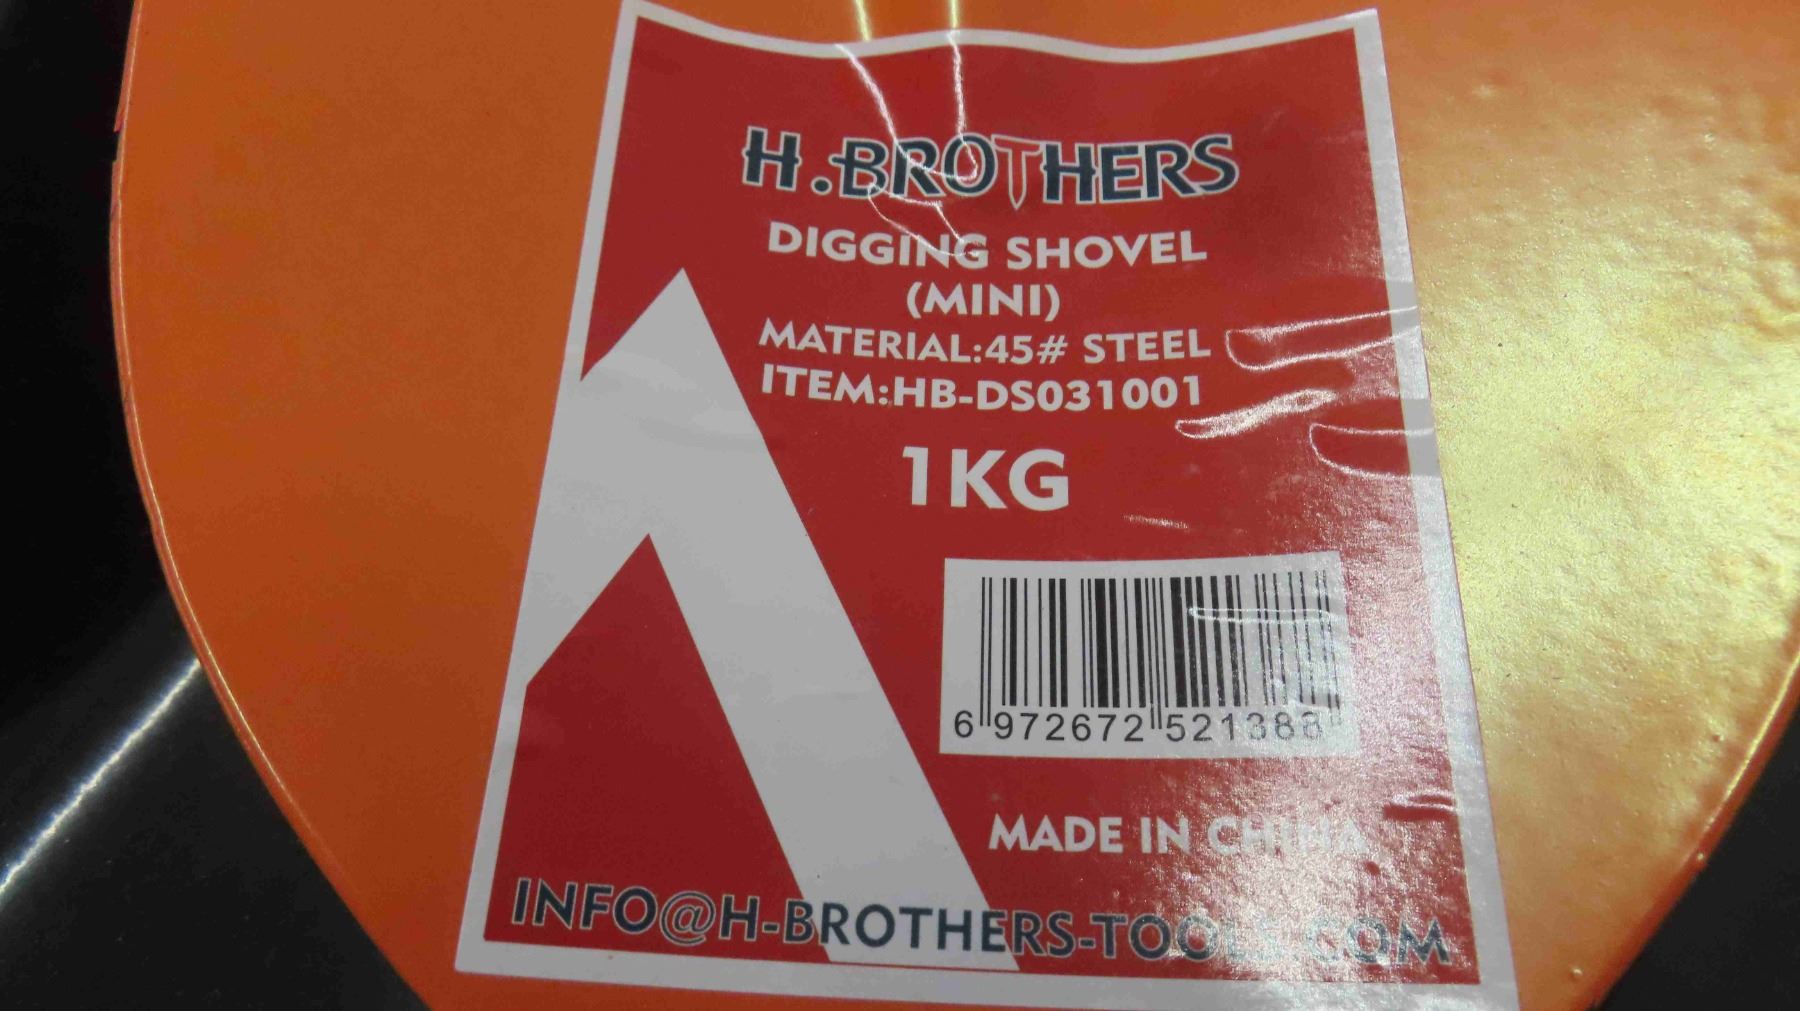 H.BROTHERS
DIGGING SHOVEL
(MINI)
MATERIAL:45# STEEL
ITEM:HB-DS031001
1KG
6 972672 521388
MADE IN CHINA
INFO@H-BROTHERS-TOOLS.COM